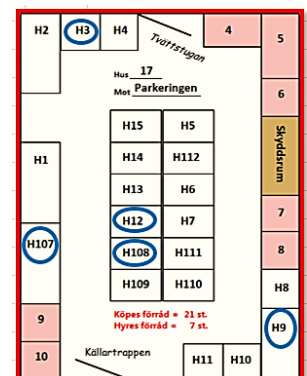 H2 H3 H4 4 5
Tvättstugan
Hus 17
Mot Parkeringen
6
H15 H5
Skyddsrum
H1 H14 H112
H13 H6
7
H12 H7
H107 H108 H111 8
H109 H110 H8
Köpes förråd = 21 st.
Hyres förråd = 7 st.
9 H9
10 Källartrappen H11 H10